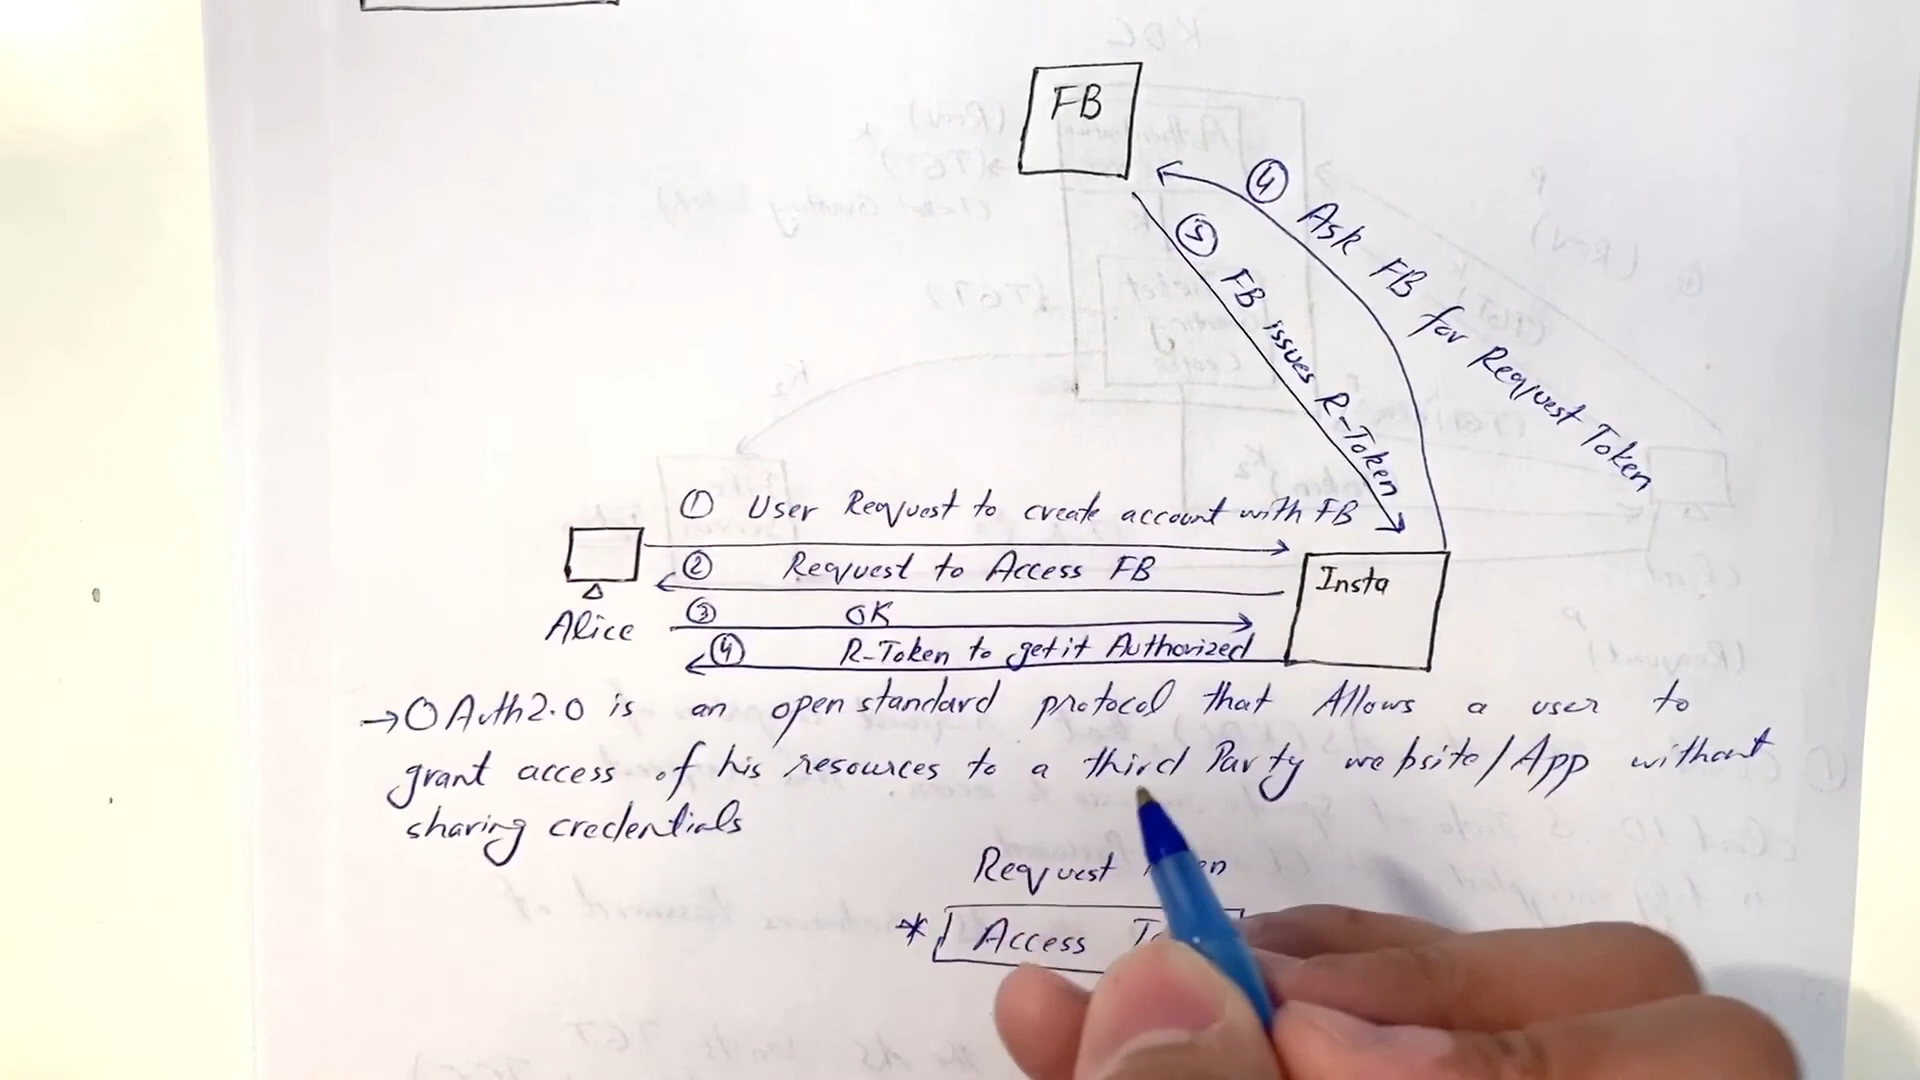 FB
④ Ask FB for Request Token
⑤ FB issues R-Token
① User Request to create account with FB
② Request to Access FB
Insta
③ OK
Alice
④ R-Token to get it Authorized
→ OAuth2.0 is an open standard protocol that Allows a user to
grant access of his resources to a third Party website/App without
sharing credentials
Request
* Access